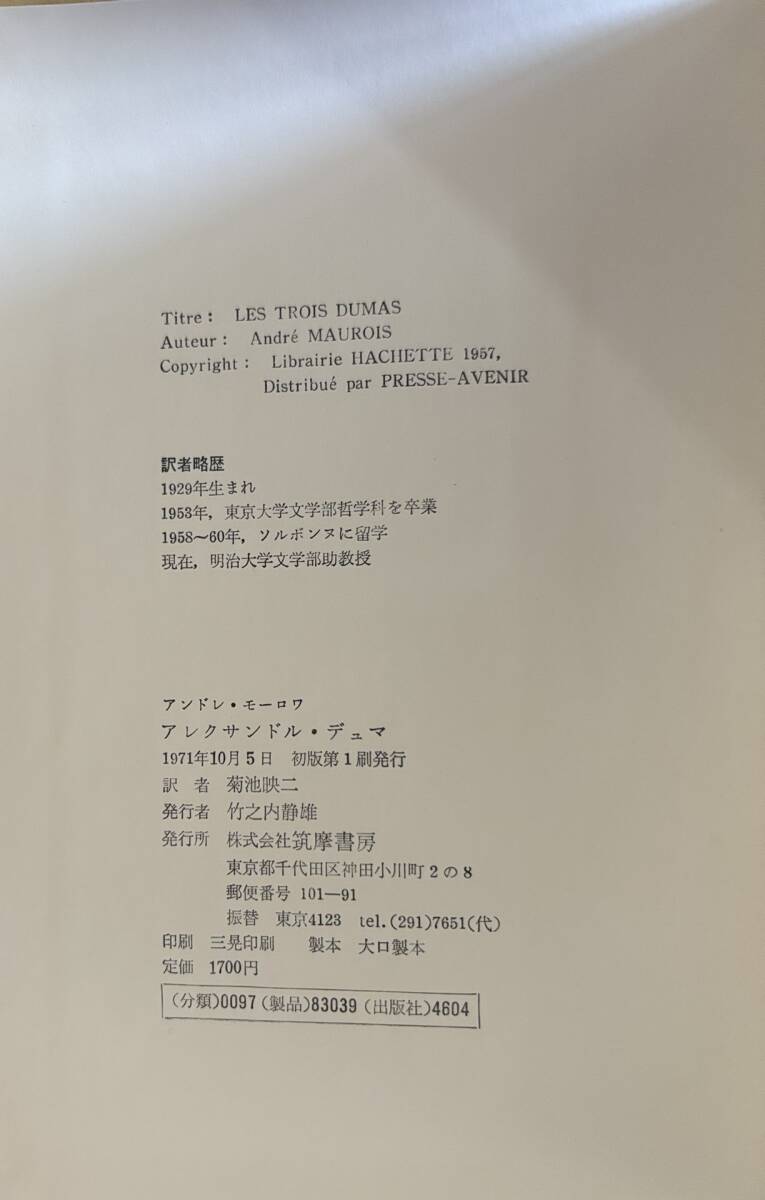 Titre : LES TROIS DUMAS
Auteur : André MAUROIS
Copyright : Librairie HACHETTE 1957,
Distribué par PRESSE-AVENIR
訳者略歴
1929年生まれ
1953年，東京大学文学部哲学科を卒業
1958〜60年，ソルボンヌに留学
現在，明治大学文学部助教授
アンドレ・モーロワ
アレクサンドル・デュマ
1971年10月5日 初版第1刷発行
訳者 菊池映二
発行者 竹之内静雄
発行所 株式会社筑摩書房
東京都千代田区神田小川町2の8
郵便番号 101—91
振替 東京4123 tel.(291)7651(代)
印刷 三晃印刷 製本 大口製本
定価 1700円
(分類)0097(製品)83039(出版社)4604